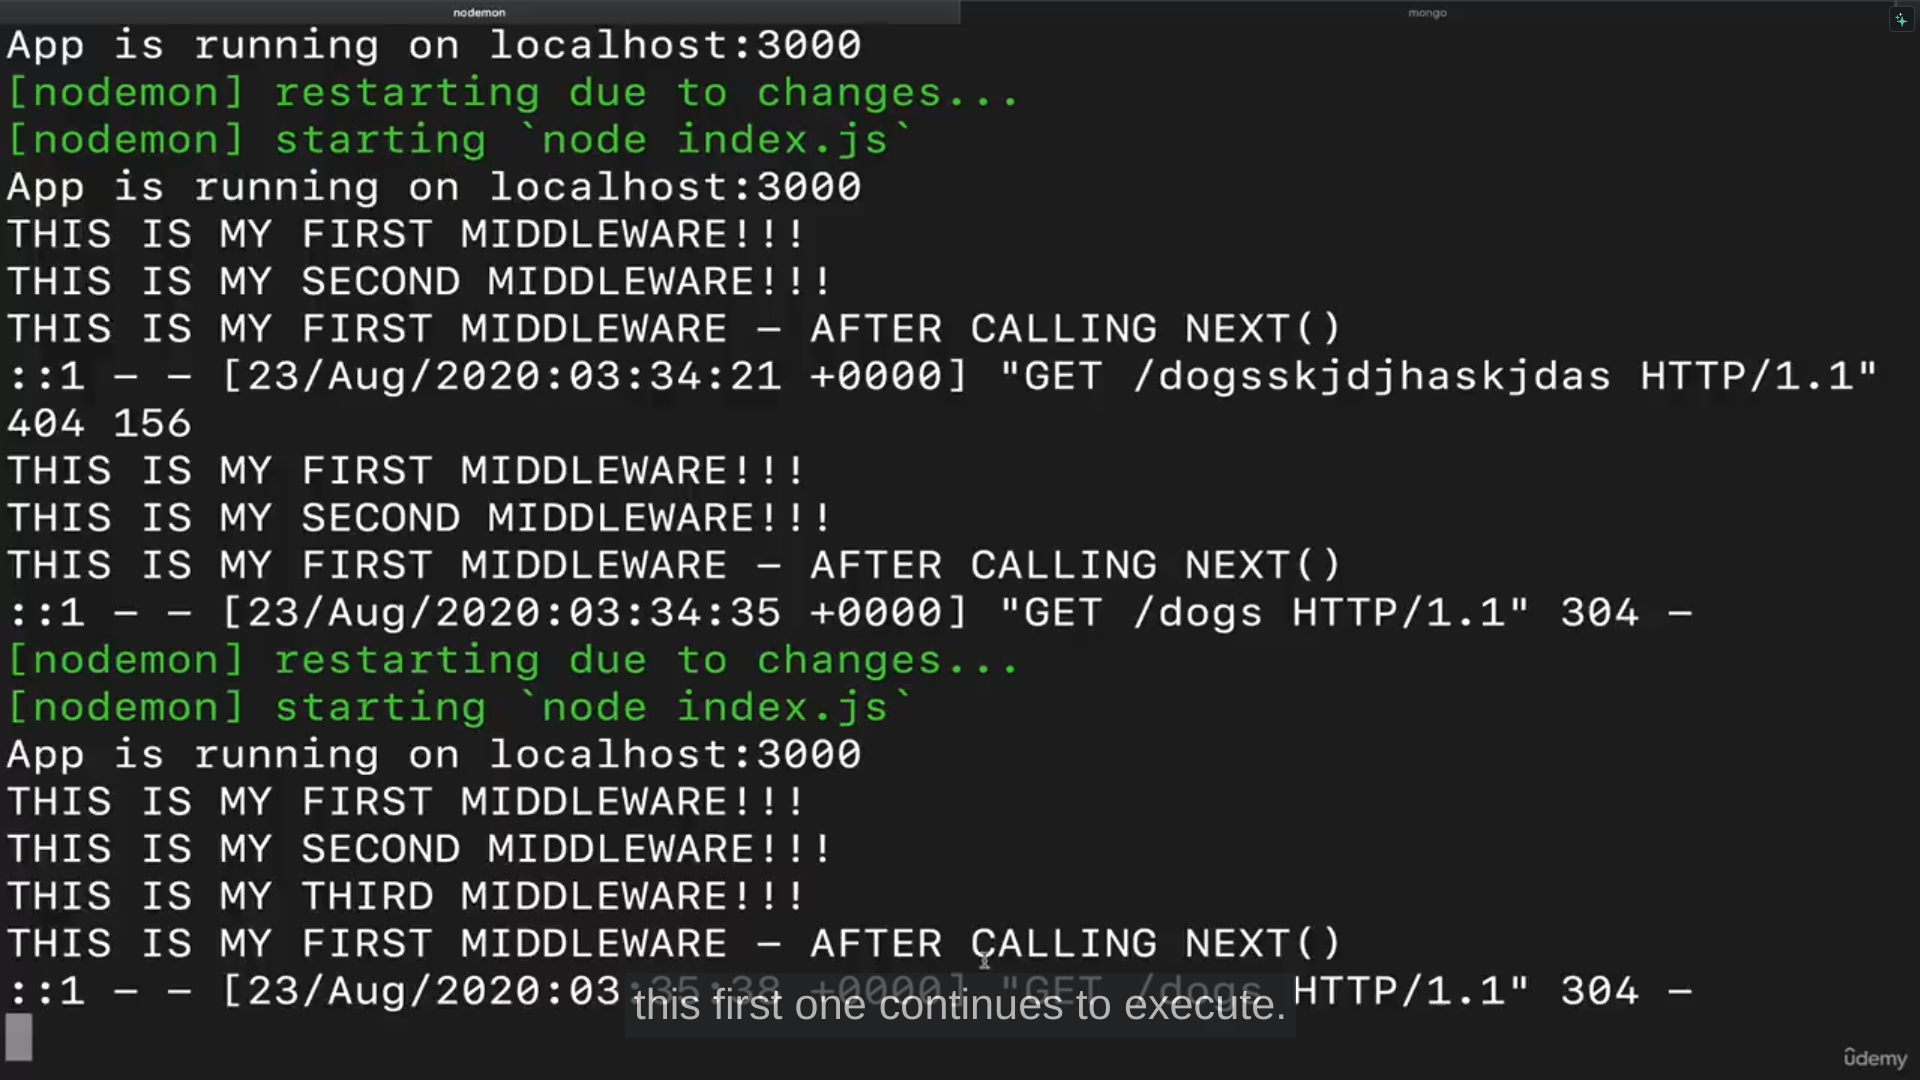 nodemon
mongo
App is running on localhost:3000
[nodemon] restarting due to changes...
[nodemon] starting `node index.js`
App is running on localhost:3000
THIS IS MY FIRST MIDDLEWARE!!!
THIS IS MY SECOND MIDDLEWARE!!!
THIS IS MY FIRST MIDDLEWARE – AFTER CALLING NEXT()
::1 – – [23/Aug/2020:03:34:21 +0000] "GET /dogsskjdjhaskjdas HTTP/1.1"
404 156
THIS IS MY FIRST MIDDLEWARE!!!
THIS IS MY SECOND MIDDLEWARE!!!
THIS IS MY FIRST MIDDLEWARE – AFTER CALLING NEXT()
::1 – – [23/Aug/2020:03:34:35 +0000] "GET /dogs HTTP/1.1" 304 –
[nodemon] restarting due to changes...
[nodemon] starting `node index.js`
App is running on localhost:3000
THIS IS MY FIRST MIDDLEWARE!!!
THIS IS MY SECOND MIDDLEWARE!!!
THIS IS MY THIRD MIDDLEWARE!!!
THIS IS MY FIRST MIDDLEWARE – AFTER CALLING NEXT()
::1 – – [23/Aug/2020:03:35:38 +0000] "GET /dogs HTTP/1.1" 304 –
this first one continues to execute.
ûdemy